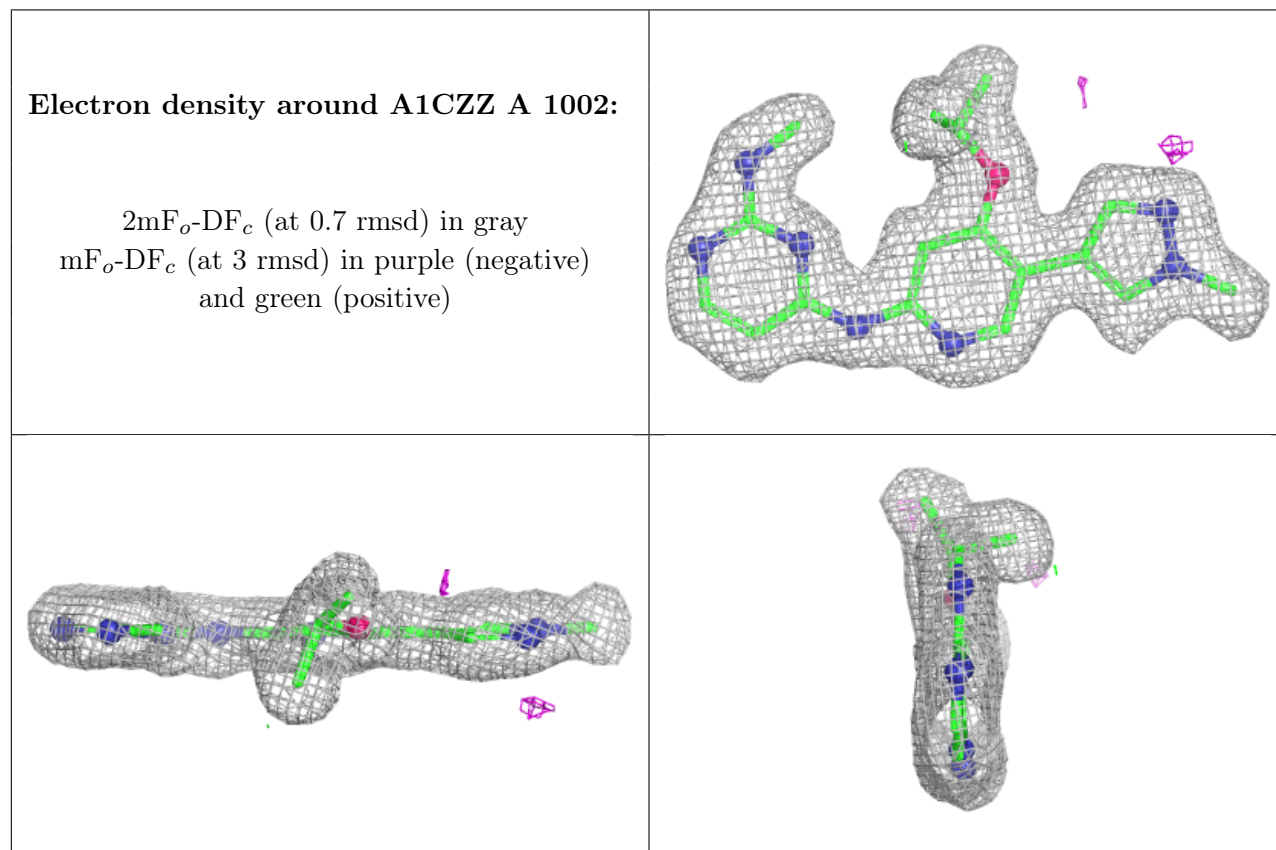 Electron density around A1CZZ A 1002:
2mFo-DFc (at 0.7 rmsd) in gray
mFo-DFc (at 3 rmsd) in purple (negative)
and green (positive)